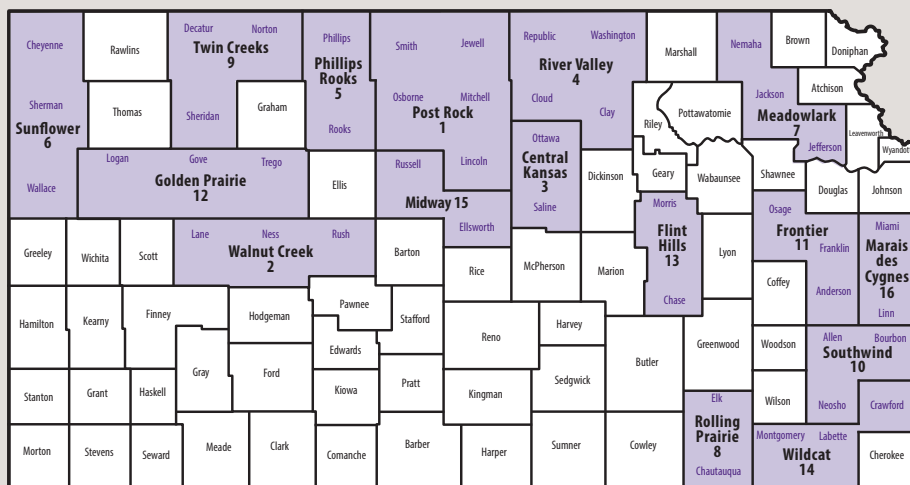 Cheyenne
Rawlins
Decatur
Norton
Twin Creeks
9
Phillips
Phillips
Rooks
5
Smith
Jewell
Republic
Washington
River Valley
4
Marshall
Nemaha
Brown
Doniphan
Sherman
Sunflower
6
Thomas
Sheridan
Graham
Rooks
Osborne
Mitchell
Post Rock
1
Cloud
Clay
Riley
Pottawatomie
Jackson
Meadowlark
7
Atchison
Jefferson
Leavenworth
Wyandott
Wallace
Logan
Gove
Trego
Golden Prairie
12
Ellis
Russell
Lincoln
Midway 15
Ellsworth
Ottawa
Central
Kansas
3
Saline
Dickinson
Geary
Wabaunsee
Shawnee
Douglas
Johnson
Morris
Flint
Hills
13
Chase
Osage
Frontier
11
Franklin
Anderson
Miami
Marais
des
Cygnes
16
Linn
Greeley
Wichita
Scott
Lane
Ness
Rush
Walnut Creek
2
Barton
Rice
McPherson
Marion
Lyon
Coffey
Hamilton
Kearny
Finney
Hodgeman
Pawnee
Stafford
Edwards
Reno
Harvey
Butler
Greenwood
Woodson
Allen
Bourbon
Southwind
10
Neosho
Crawford
Stanton
Grant
Haskell
Gray
Ford
Kiowa
Pratt
Kingman
Sedgwick
Elk
Rolling
Prairie
8
Chautauqua
Wilson
Morton
Stevens
Seward
Meade
Clark
Comanche
Barber
Harper
Sumner
Cowley
Montgomery
Labette
Wildcat
14
Cherokee